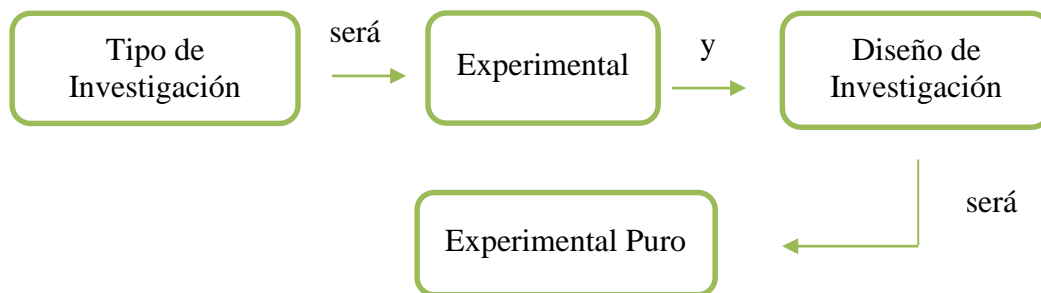 Tipo de
Investigación
será
Experimental
y
Diseño de
Investigación
será
Experimental Puro